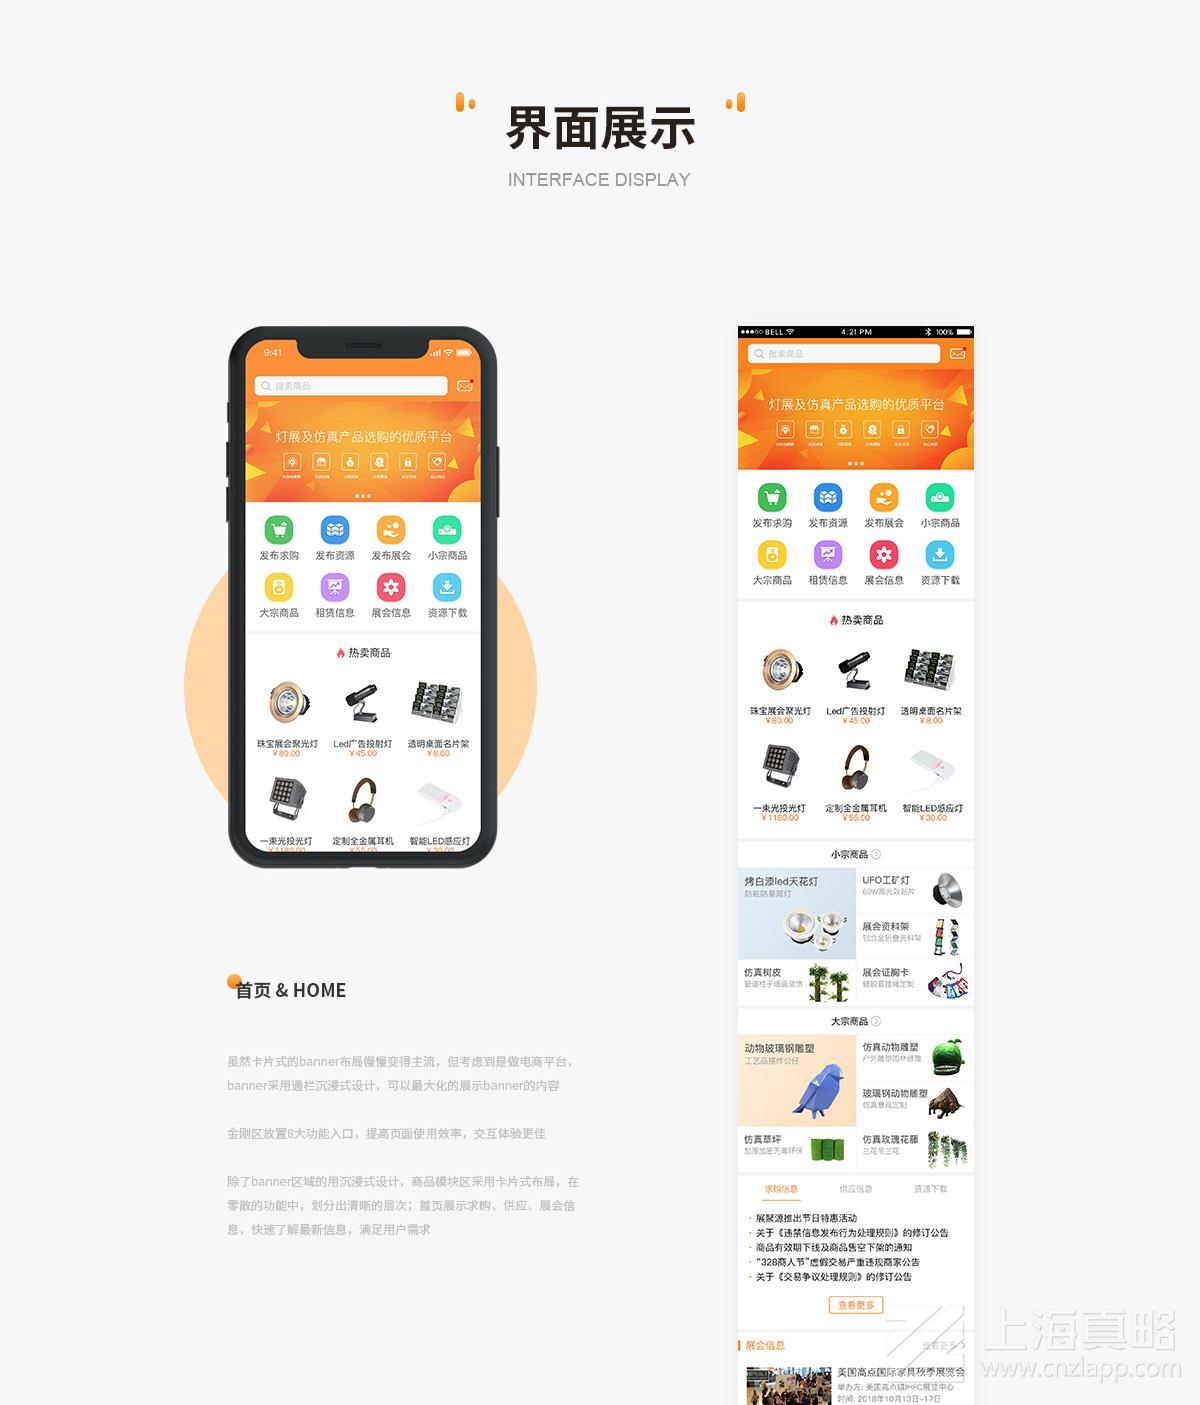 界面展示
INTERFACE DISPLAY
9:41
搜索商品
灯展及仿真产品选购的优质平台
发布求购 发布资源 发布展会 小宗商品
大宗商品 租赁信息 展会信息 资源下载
热卖商品
珠宝展会聚光灯 Led广告投射灯 透明桌面名片架
¥80.00 ¥45.00 ¥8.00
一束光投光灯 定制全金属耳机 智能LED感应灯
¥1180.00 ¥55.00 ¥30.00
首页 & HOME
虽然卡片式的banner布局慢慢变得主流，但考虑到是做电商平台，
banner采用通栏沉浸式设计，可以最大化的展示banner的内容
金刚区放置8大功能入口，提高页面使用效率，交互体验更佳
除了banner区域的用沉浸式设计，商品模块区采用卡片式布局，在
零散的功能中，划分出清晰的层次；首页展示求购、供应、展会信
息，快速了解最新信息，满足用户需求
BELL 4:21 PM 100%
搜索商品
灯展及仿真产品选购的优质平台
发布求购 发布资源 发布展会 小宗商品
大宗商品 租赁信息 展会信息 资源下载
热卖商品
珠宝展会聚光灯 Led广告投射灯 透明桌面名片架
¥80.00 ¥45.00 ¥8.00
一束光投光灯 定制全金属耳机 智能LED感应灯
¥1180.00 ¥55.00 ¥30.00
小宗商品
烤白漆led天花灯
防眩防晕筒灯
UFO工矿灯
60W高光效贴片
展会资料架
铝合金折叠资料架
仿真树皮
管道柱子墙面装饰
展会证胸卡
硬胶套挂绳定制
大宗商品
动物玻璃钢雕塑
工艺品摆件公仔
仿真动物雕塑
户外雕塑园林绿雕
玻璃钢动物雕塑
仿真景观定制
仿真草坪
加厚加密无毒环保
仿真玫瑰花藤
兰花吊兰花
求购信息 供应信息 资源下载
· 展聚源推出节日特惠活动
· 关于《违禁信息发布行为处理规则》的修订公告
· 商品有效期下线及商品售空下架的通知
· “328商人节”虚假交易严重违规商家公告
· 关于《交易争议处理规则》的修订公告
查看更多
展会信息 查看更多
美国高点国际家具秋季展览会
举办方: 美国高点镇IHFC展览中心
时间: 2018年10月13日-17日
上海真略
www.cnzlapp.com